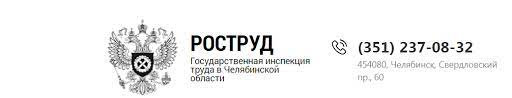 РОСТРУД
Государственная инспекция
труда в Челябинской
области
(351) 237-08-32
454080, Челябинск, Свердловский
пр., 60